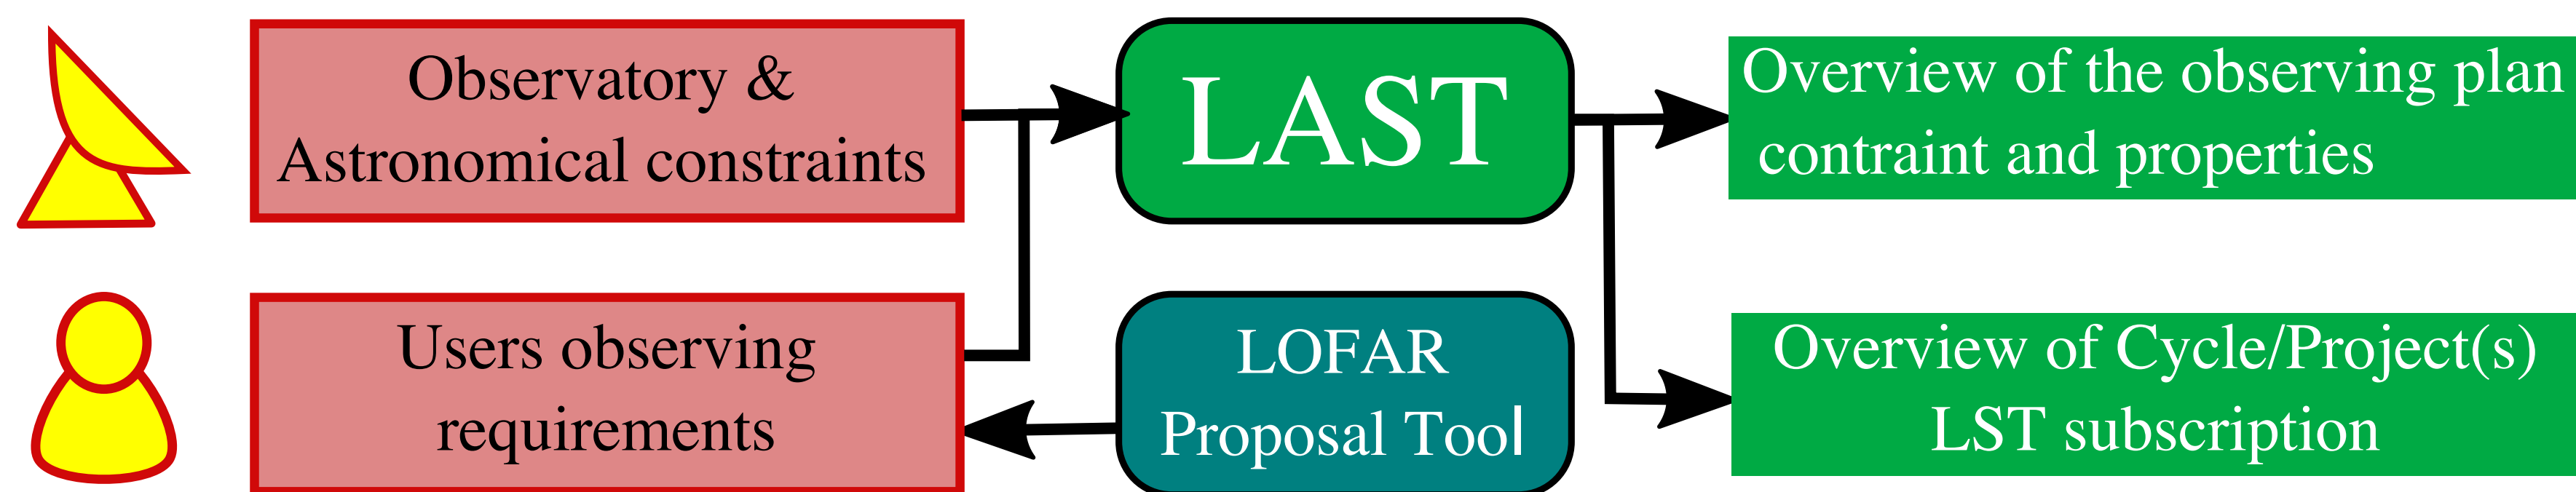 Observatory &
Astronomical constraints
LAST
Overview of the observing plan
contraint and properties
Users observing
requirements
LOFAR
Proposal Tool
Overview of Cycle/Project(s)
LST subscription